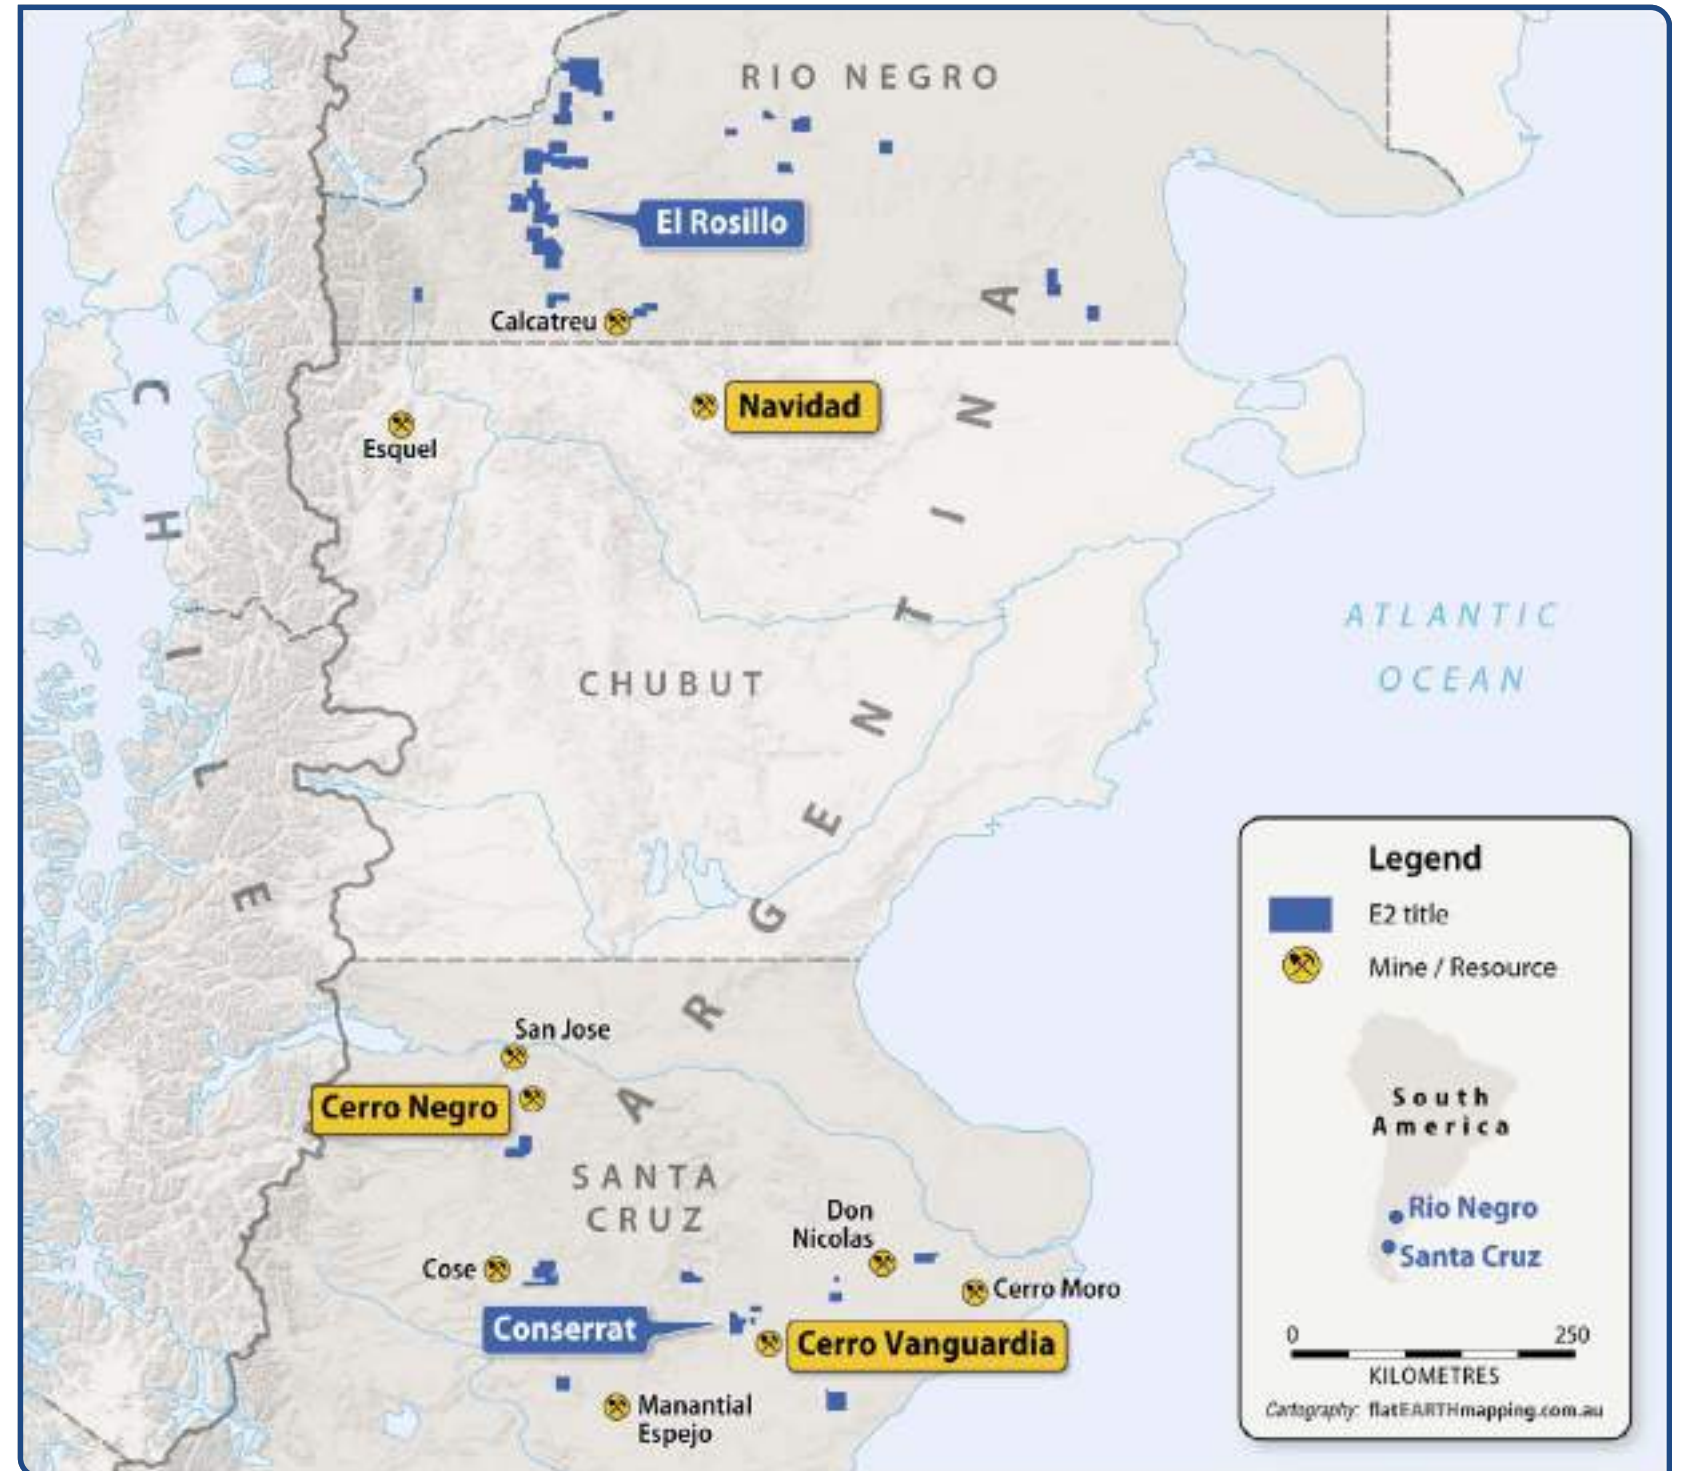 RIO NEGRO
El Rosillo
Calcatreu
Navidad
Esquel
CHILE
ARGENTINA
ATLANTIC
OCEAN
CHUBUT
San Jose
Cerro Negro
SANTA
CRUZ
Don
Nicolas
Cose
Cerro Moro
Conserrat
Cerro Vanguardia
Manantial
Espejo
Legend
E2 title
Mine / Resource
South
America
Rio Negro
Santa Cruz
0 250
KILOMETRES
Cartography: flatEARTHmapping.com.au